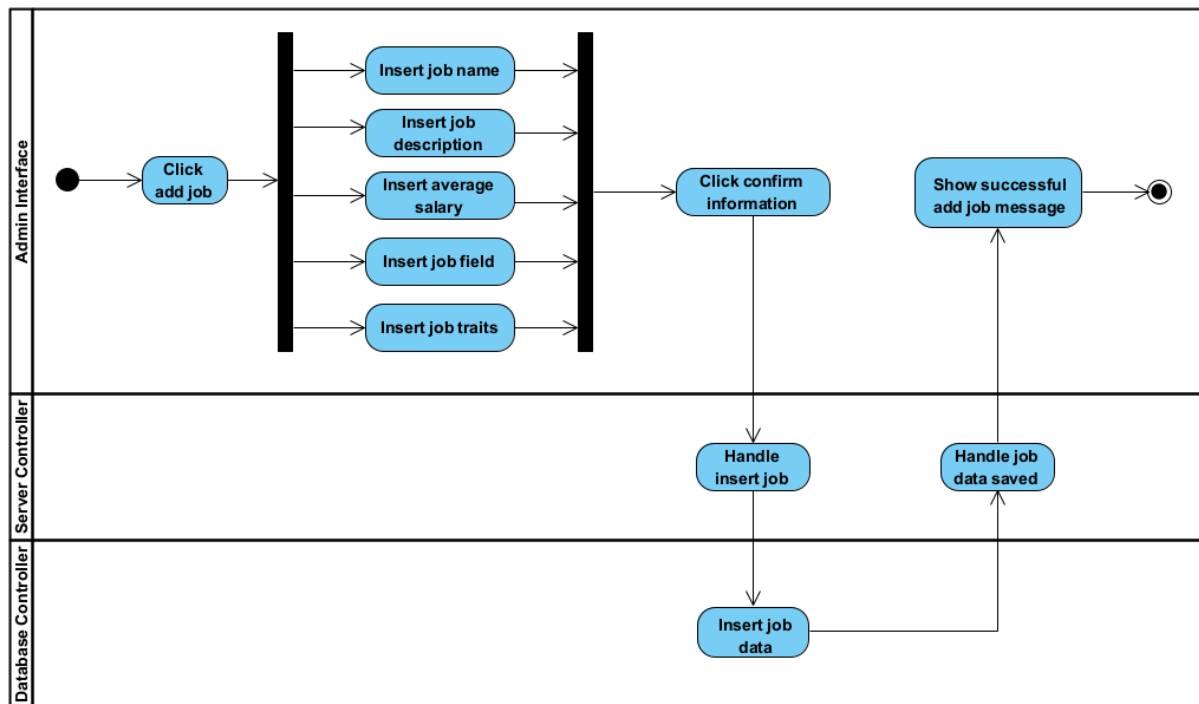 Admin Interface
Click
add job
Insert job name
Insert job
description
Insert average
salary
Insert job field
Insert job traits
Click confirm
information
Show successful
add job message
Server Controller
Handle
insert job
Handle job
data saved
Database Controller
Insert job
data